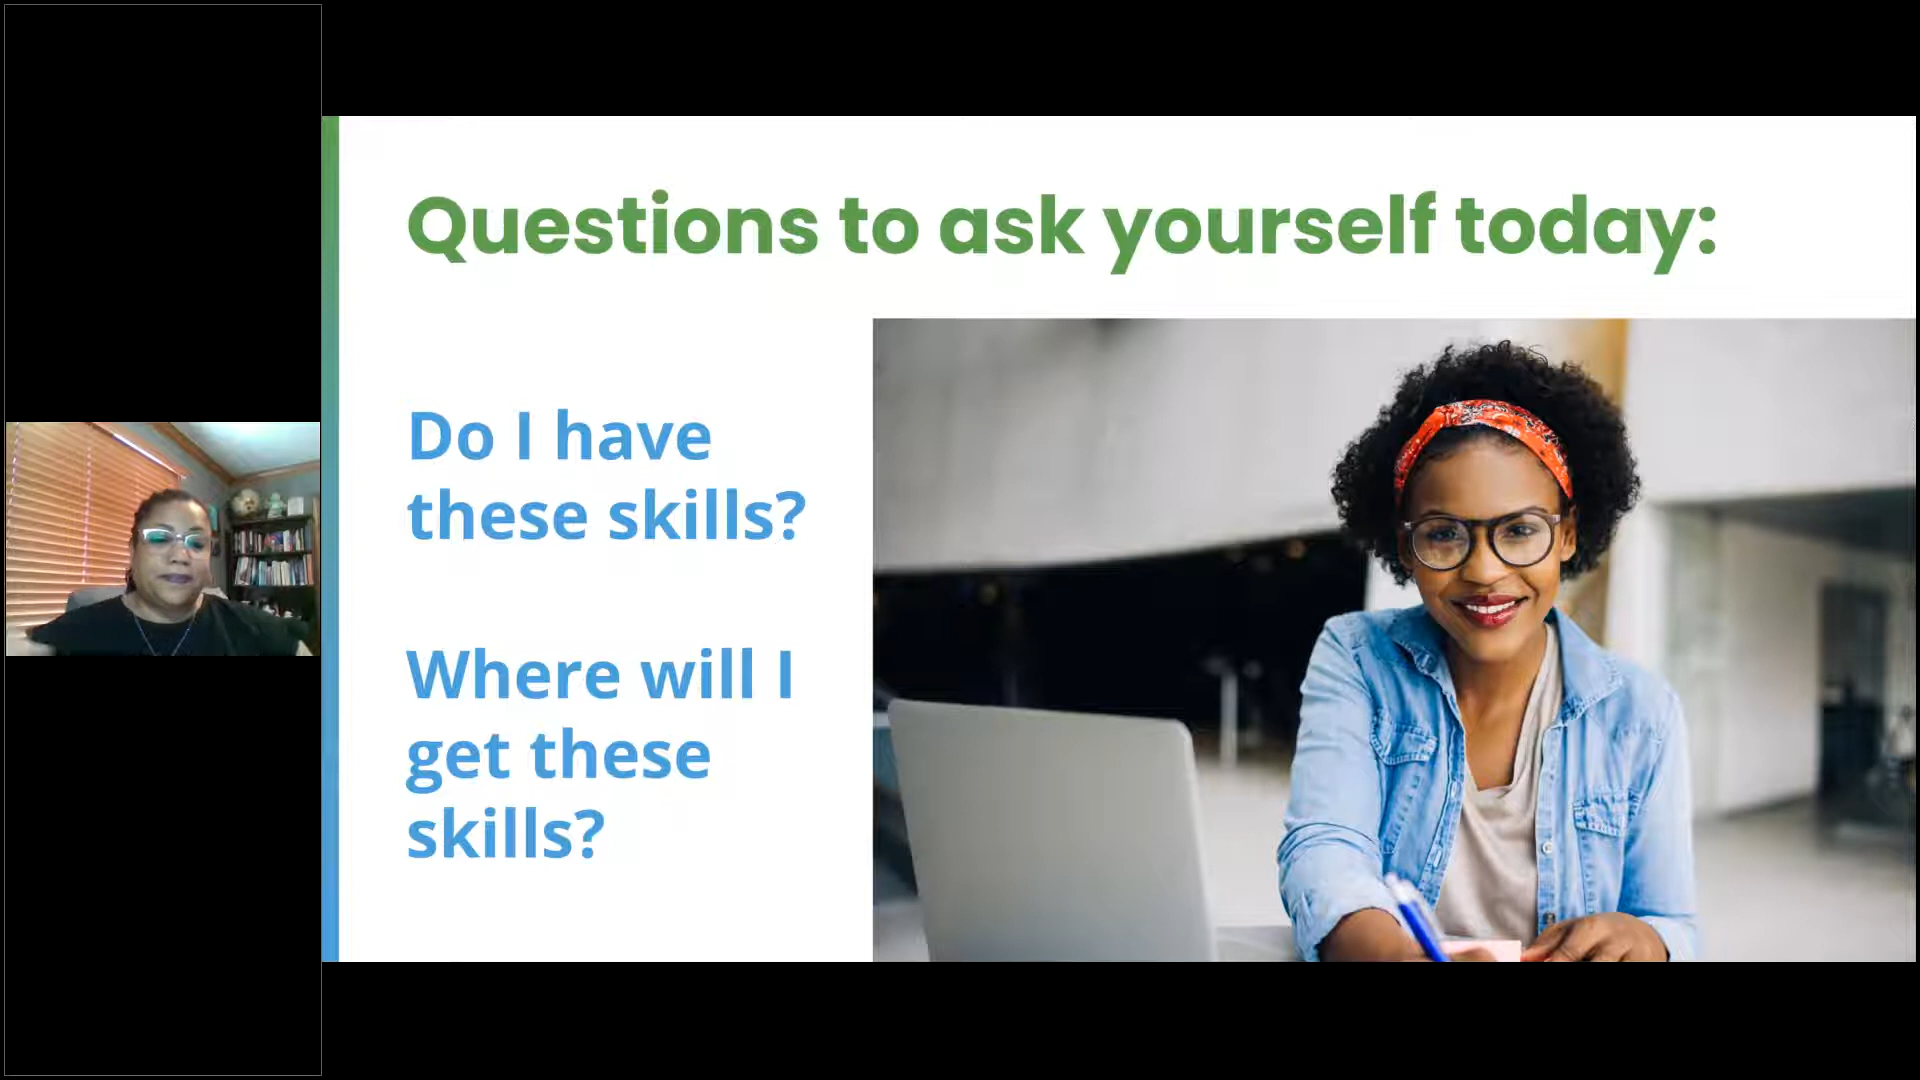 Questions to ask yourself today:
Do I have
these skills?
Where will I
get these
skills?